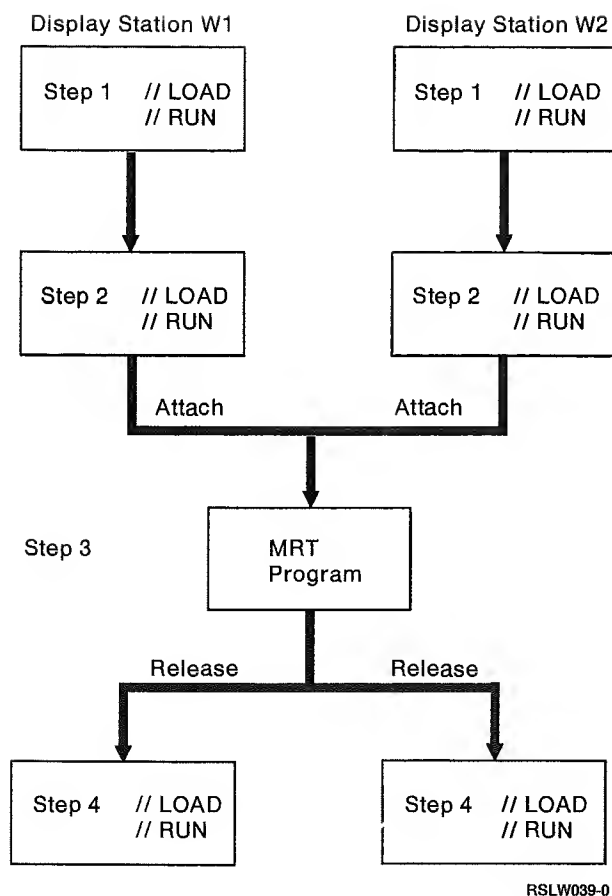 Display Station W1
Display Station W2
Step 1 // LOAD
// RUN
Step 1 // LOAD
// RUN
Step 2 // LOAD
// RUN
Step 2 // LOAD
// RUN
Attach
Attach
Step 3
MRT
Program
Release
Release
Step 4 // LOAD
// RUN
Step 4 // LOAD
// RUN
RSLW039-0